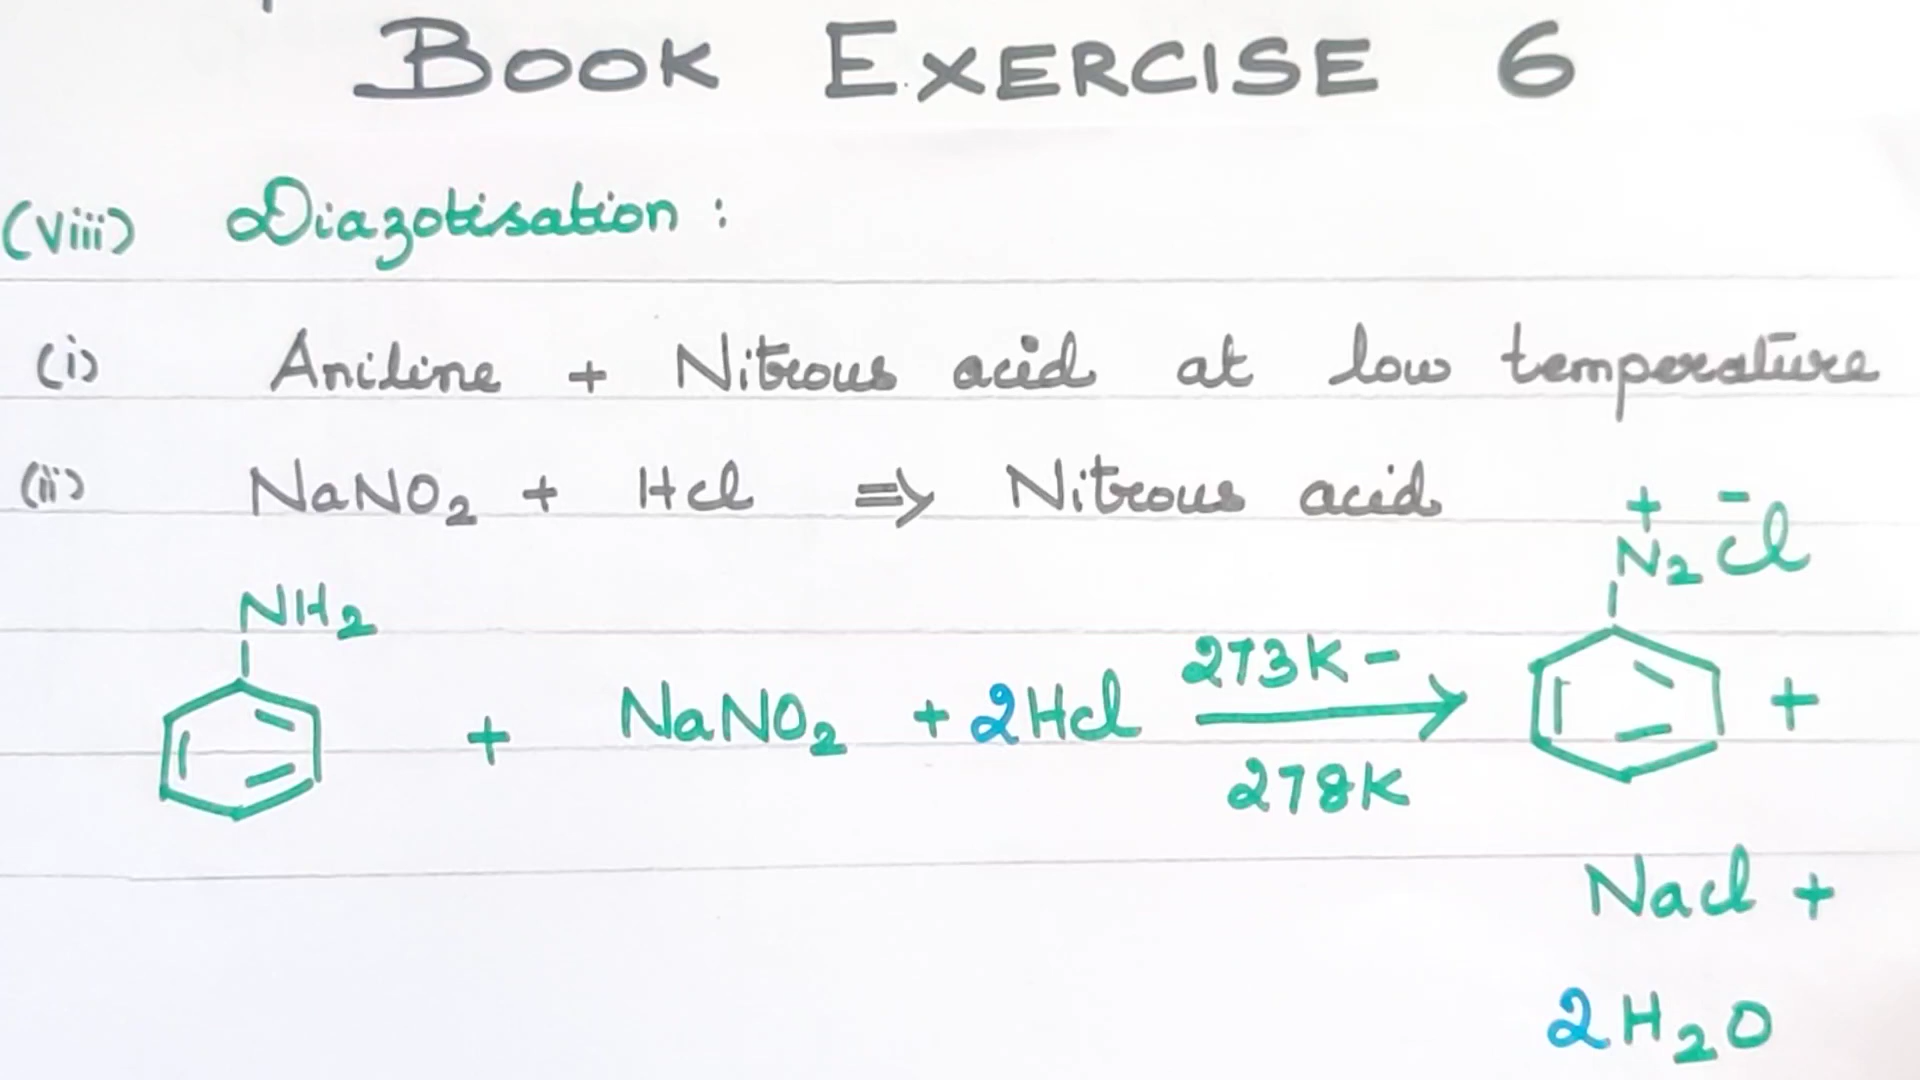 BOOK EXERCISE 6
(viii) Diazotisation :
(i) Aniline + Nitrous acid at low temperature
(ii) NaNO2 + Hcl ⇒ Nitrous acid
+ -
N2 Cl
NH2
273K -
+ NaNO2 + 2Hcl → +
278K
Nacl +
2H2O